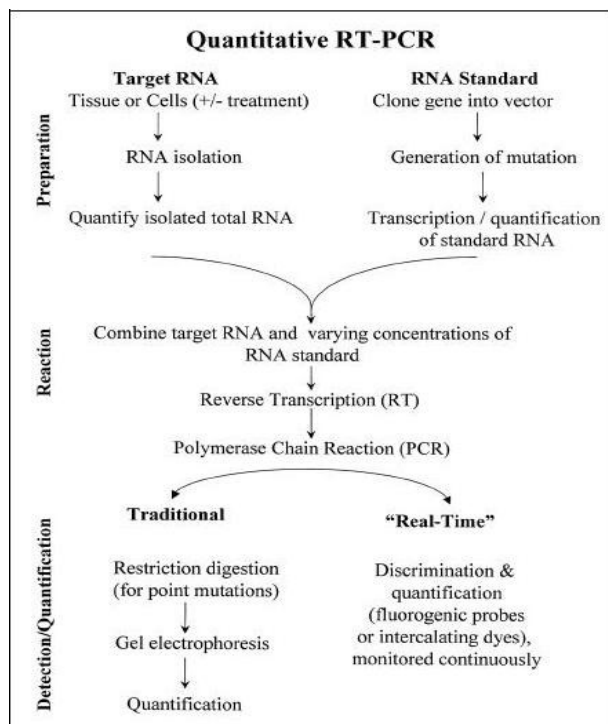 Quantitative RT-PCR
Target RNA
Tissue or Cells (+/- treatment)
RNA isolation
Quantify isolated total RNA
RNA Standard
Clone gene into vector
Generation of mutation
Transcription / quantification
of standard RNA
Preparation
Combine target RNA and varying concentrations of
RNA standard
Reverse Transcription (RT)
Polymerase Chain Reaction (PCR)
Reaction
Traditional
Restriction digestion
(for point mutations)
Gel electrophoresis
Quantification
"Real-Time"
Discrimination &
quantification
(fluorogenic probes
or intercalating dyes),
monitored continuously
Detection/Quantification